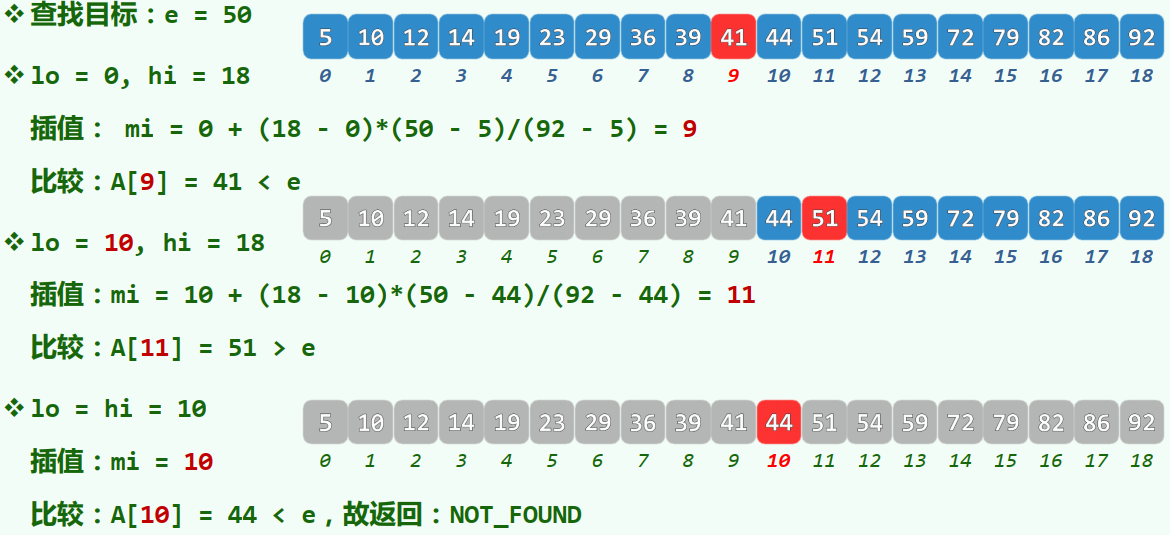 ❖ 查找目标：e = 50
5 10 12 14 19 23 29 36 39 41 44 51 54 59 72 79 82 86 92
0 1 2 3 4 5 6 7 8 9 10 11 12 13 14 15 16 17 18
❖ lo = 0, hi = 18
插值： mi = 0 + (18 - 0)*(50 - 5)/(92 - 5) = 9
比较：A[9] = 41 < e
5 10 12 14 19 23 29 36 39 41 44 51 54 59 72 79 82 86 92
0 1 2 3 4 5 6 7 8 9 10 11 12 13 14 15 16 17 18
❖ lo = 10, hi = 18
插值：mi = 10 + (18 - 10)*(50 - 44)/(92 - 44) = 11
比较：A[11] = 51 > e
❖ lo = hi = 10
5 10 12 14 19 23 29 36 39 41 44 51 54 59 72 79 82 86 92
0 1 2 3 4 5 6 7 8 9 10 11 12 13 14 15 16 17 18
插值：mi = 10
比较：A[10] = 44 < e，故返回：NOT_FOUND